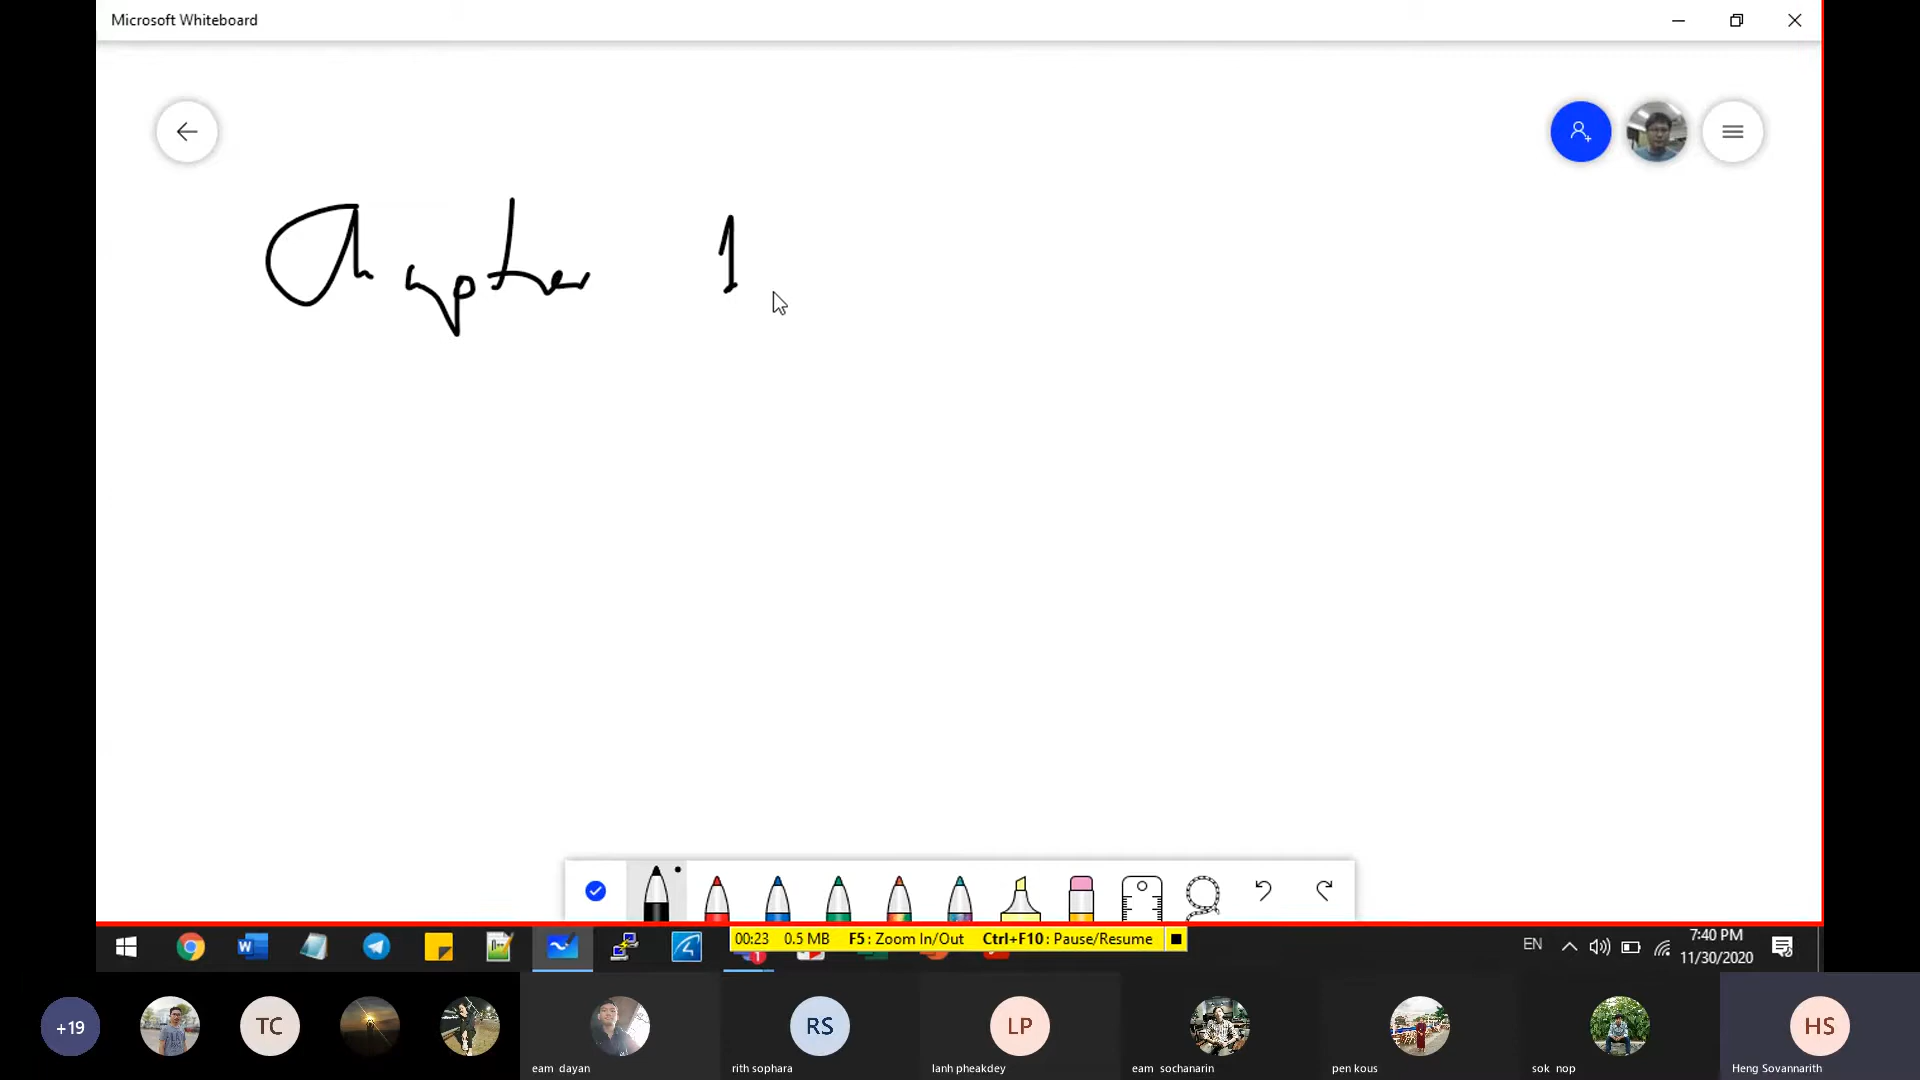 Microsoft Whiteboard
Chapter 1
00:23 0.5 MB F5: Zoom In/Out Ctrl+F10: Pause/Resume
EN
7:40 PM
11/30/2020
+19
TC
RS
LP
HS
eam dayan
rith sophara
lanh pheakdey
eam sochanarin
pen kous
sok nop
Heng Sovannarith